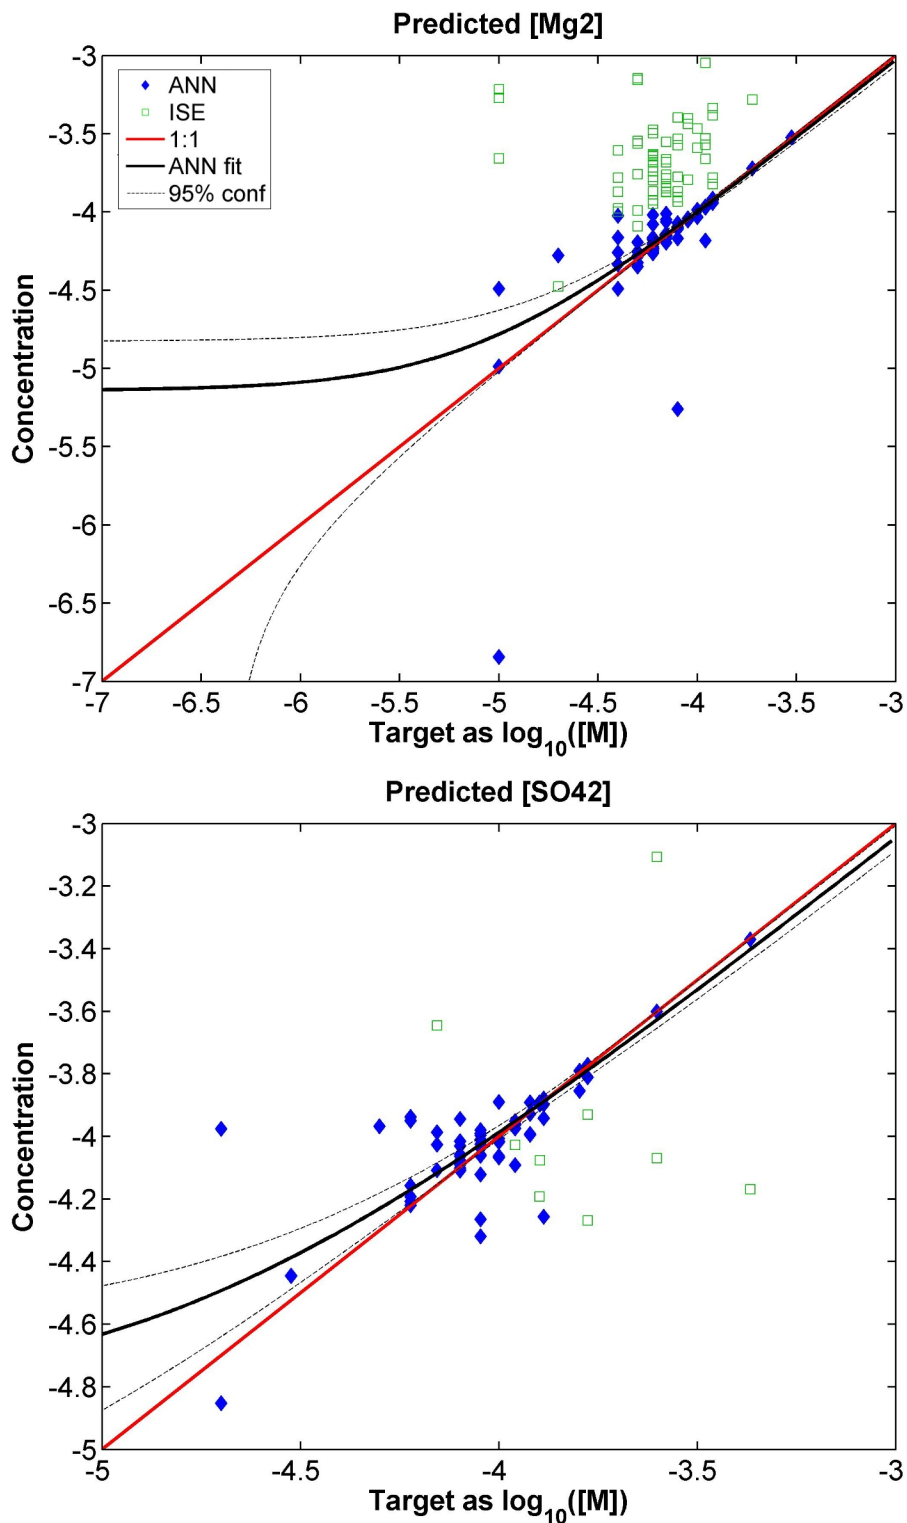 Predicted [Mg2]
-3
ANN
ISE
1:1
ANN fit
95% conf
-3.5
-4
-4.5
-5
-5.5
-6
-6.5
-7
Concentration
-7 -6.5 -6 -5.5 -5 -4.5 -4 -3.5 -3
Target as log10([M])
Predicted [SO42]
-3
-3.2
-3.4
-3.6
-3.8
-4
-4.2
-4.4
-4.6
-4.8
-5
Concentration
-5 -4.5 -4 -3.5 -3
Target as log10([M])